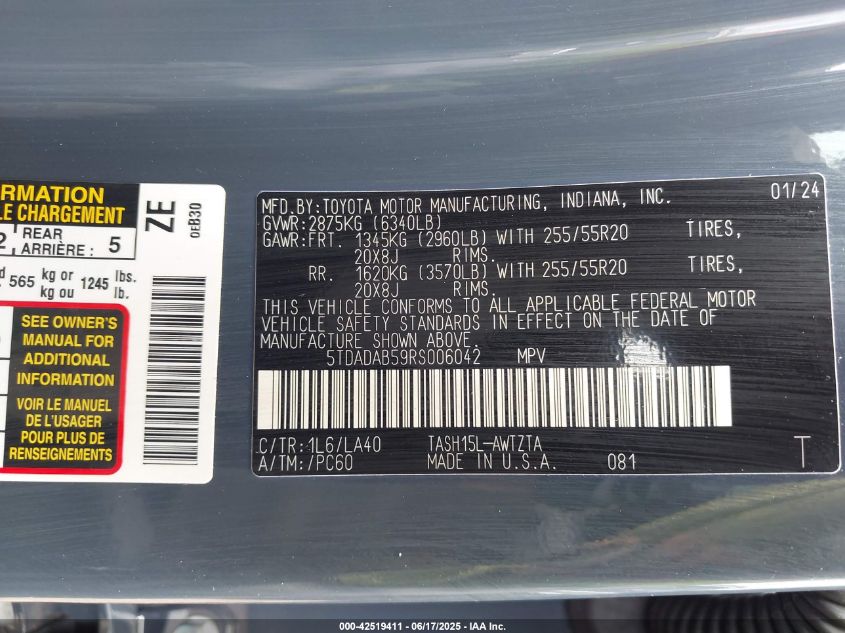 RMATION
LE CHARGEMENT
2 REAR
ARRIÈRE : 5
565 kg or 1245 lbs.
kg ou lb.
SEE OWNER'S
MANUAL FOR
ADDITIONAL
INFORMATION
VOIR LE MANUEL
DE L'USAGER
POUR PLUS DE
RENSEIGNEMENTS
ZE
0EB30
MFD.BY:TOYOTA MOTOR MANUFACTURING, INDIANA, INC. 01/24
GVWR:2875KG (6340LB)
GAWR:FRT. 1345KG (2960LB) WITH 255/55R20 TIRES,
20X8J RIMS.
RR. 1620KG (3570LB) WITH 255/55R20 TIRES,
20X8J RIMS.
THIS VEHICLE CONFORMS TO ALL APPLICABLE FEDERAL MOTOR
VEHICLE SAFETY STANDARDS IN EFFECT ON THE DATE OF
MANUFACTURE SHOWN ABOVE.
5TDADAB59RS006042 MPV
C/TR:1L6/LA40 TASH15L-AWTZTA
A/TM:/PC60 MADE IN U.S.A. 081 T
000-42519411 - 06/17/2025 - IAA Inc.